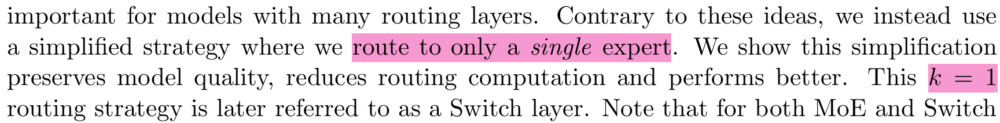 important for models with many routing layers. Contrary to these ideas, we instead use
a simplified strategy where we route to only a single expert. We show this simplification
preserves model quality, reduces routing computation and performs better. This k = 1
routing strategy is later referred to as a Switch layer. Note that for both MoE and Switch